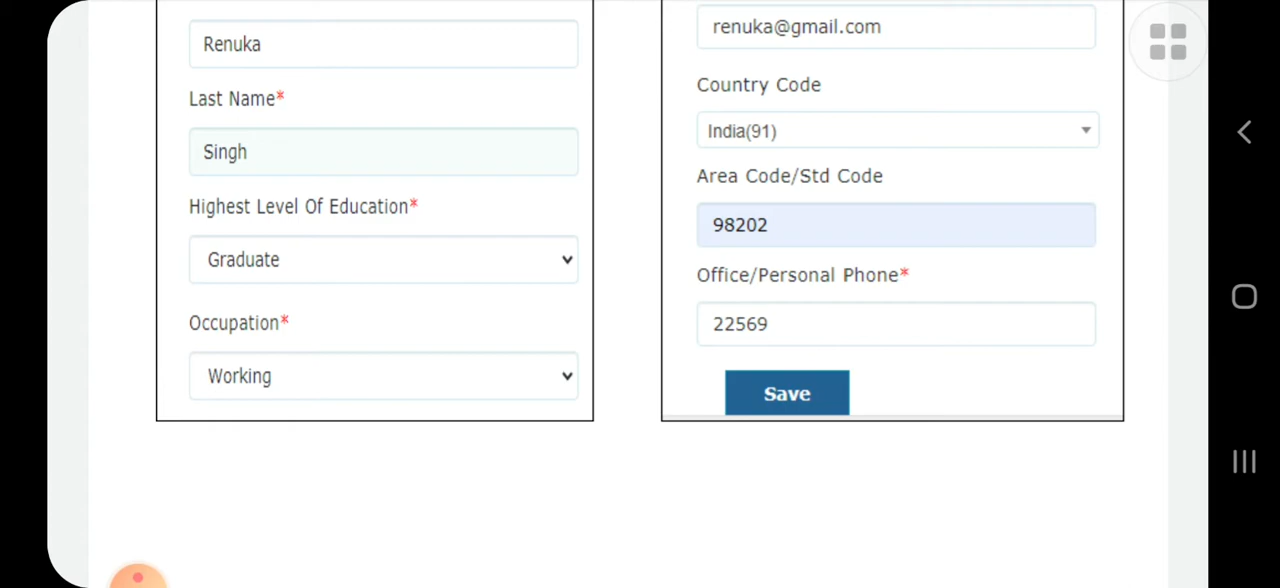 Renuka
Last Name*
Singh
Highest Level Of Education*
Graduate
Occupation*
Working
renuka@gmail.com
Country Code
India(91)
Area Code/Std Code
98202
Office/Personal Phone*
22569
Save